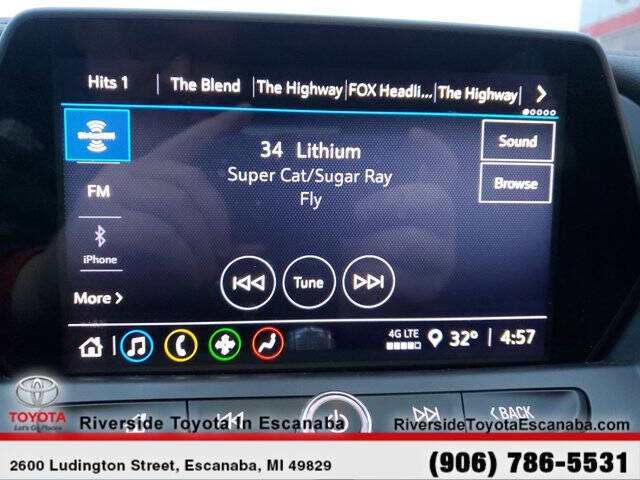 Hits 1 The Blend The Highway FOX Headli... The Highway
SiriusXM
34 Lithium
Sound
Super Cat/Sugar Ray
Browse
Fly
FM
iPhone
Tune
More
4G LTE 32° 4:57
BACK
TOYOTA
Let's Go Places
Riverside Toyota in Escanaba
RiversideToyotaEscanaba.com
2600 Ludington Street, Escanaba, MI 49829
(906) 786-5531